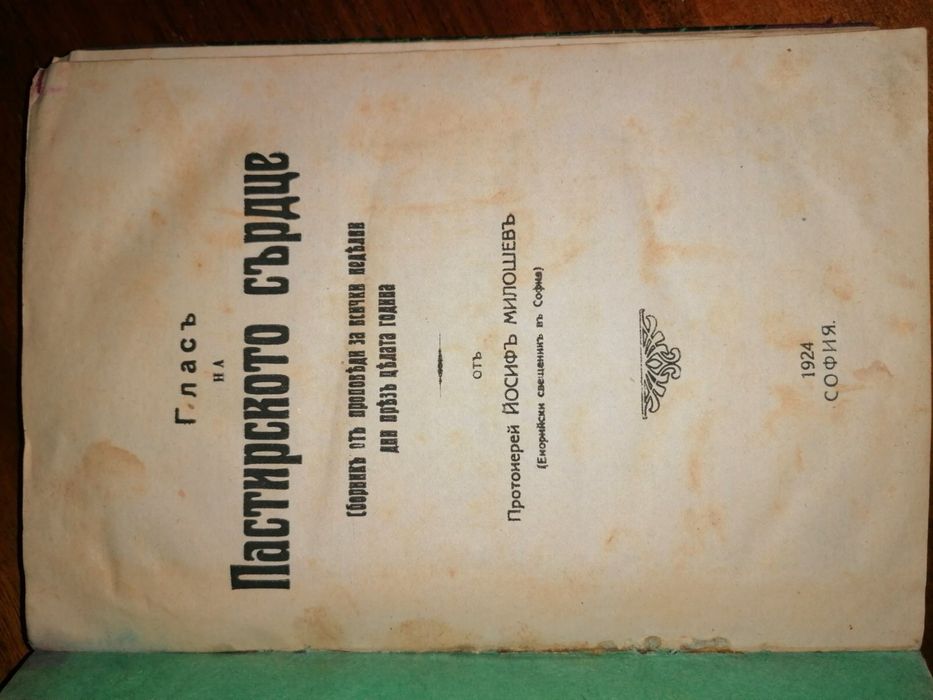 Гласъ
НА
Пастирското сърдце
Сборникъ отъ проповѣди за всички недѣлни
дни прѣзъ цѣлата година
отъ
Протоиерей ЙОСИФЪ МИЛОШЕВЪ
(Енорийски свещеникъ въ София)
1924
СОФИЯ.